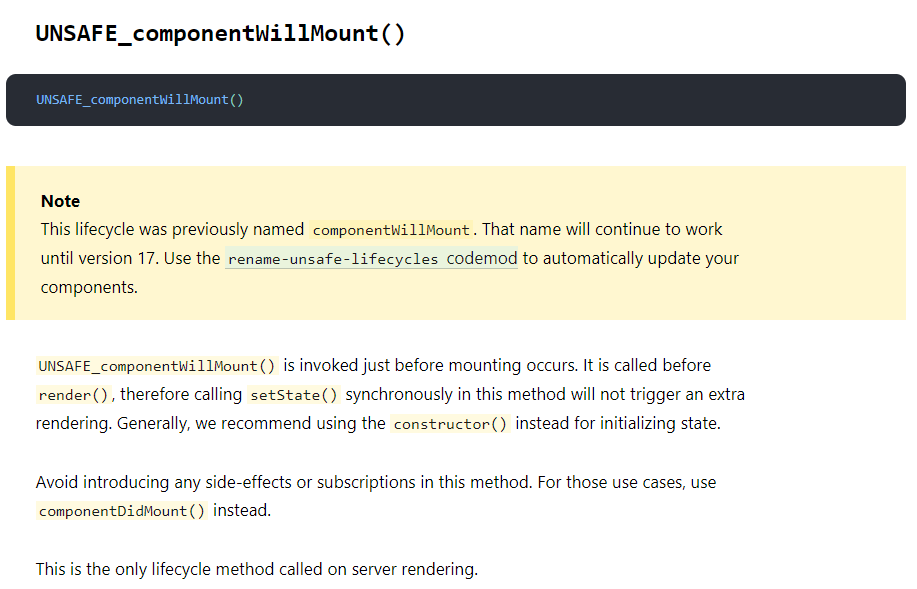 UNSAFE_componentWillMount()
UNSAFE_componentWillMount()
Note
This lifecycle was previously named componentWillMount. That name will continue to work
until version 17. Use the rename-unsafe-lifecycles codemod to automatically update your
components.
UNSAFE_componentWillMount() is invoked just before mounting occurs. It is called before
render(), therefore calling setState() synchronously in this method will not trigger an extra
rendering. Generally, we recommend using the constructor() instead for initializing state.
Avoid introducing any side-effects or subscriptions in this method. For those use cases, use
componentDidMount() instead.
This is the only lifecycle method called on server rendering.